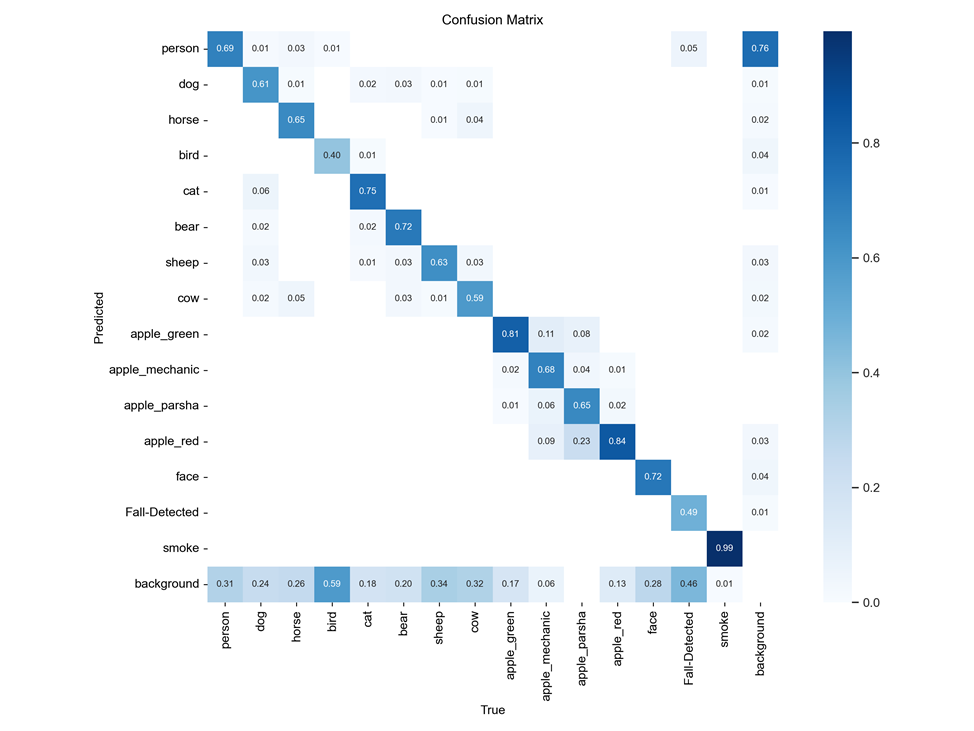 Confusion Matrix
person 0.69 0.01 0.03 0.01 0.05 0.76
dog 0.61 0.01 0.02 0.03 0.01 0.01 0.01
horse 0.65 0.01 0.04 0.02
bird 0.40 0.01 0.04
cat 0.06 0.75 0.01
bear 0.02 0.02 0.72
sheep 0.03 0.01 0.03 0.63 0.03 0.03
cow 0.02 0.05 0.03 0.01 0.59 0.02
apple_green 0.81 0.11 0.08 0.02
apple_mechanic 0.02 0.68 0.04 0.01
apple_parsha 0.01 0.06 0.65 0.02
apple_red 0.09 0.23 0.84 0.03
face 0.72 0.04
Fall-Detected 0.49 0.01
smoke 0.99
background 0.31 0.24 0.26 0.59 0.18 0.20 0.34 0.32 0.17 0.06 0.13 0.28 0.46 0.01
Predicted
person dog horse bird cat bear sheep cow apple_green apple_mechanic apple_parsha apple_red face Fall-Detected smoke background
True
0.8
0.6
0.4
0.2
0.0